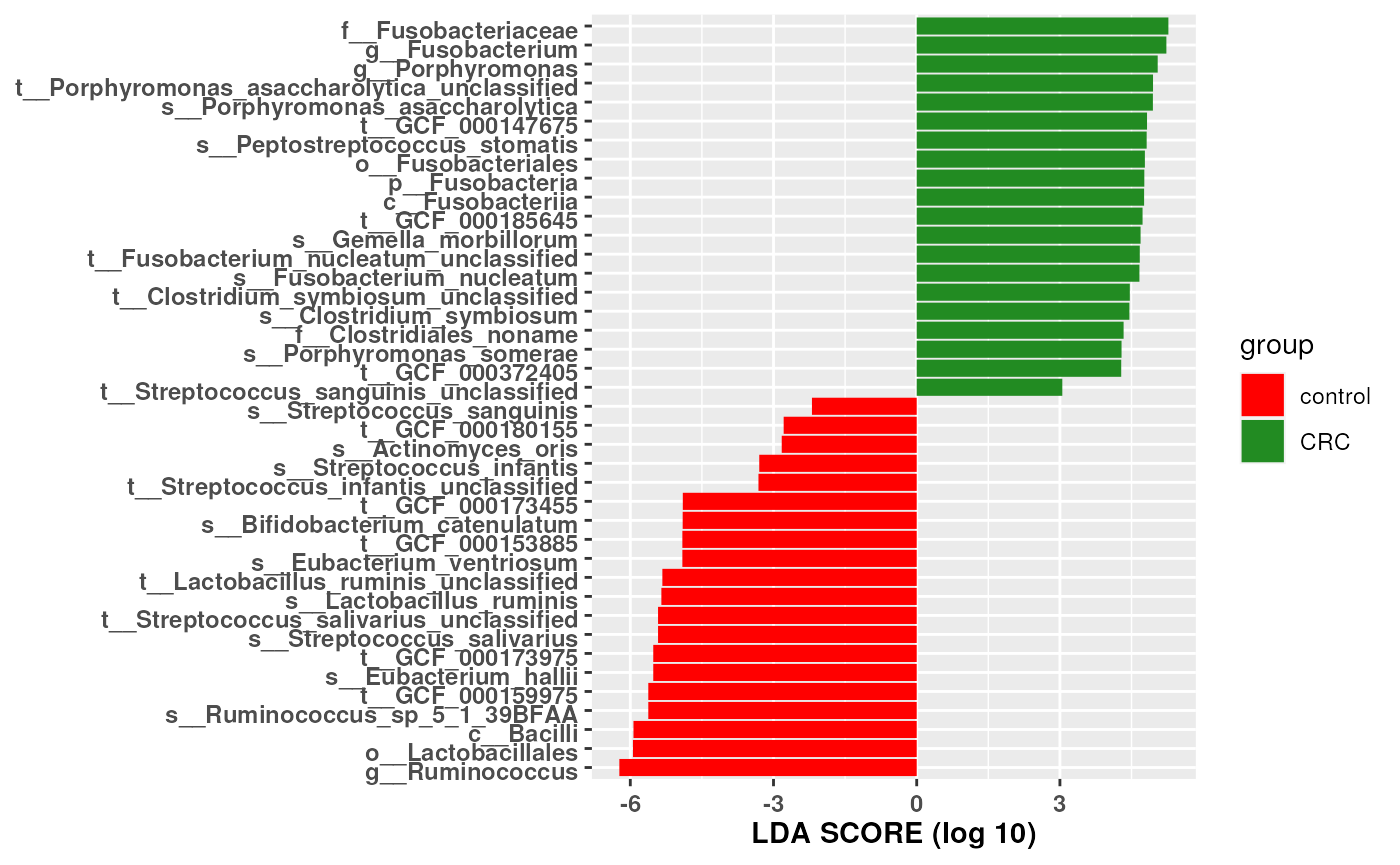 f__Fusobacteriaceae
g__Fusobacterium
g__Porphyromonas
t__Porphyromonas_asaccharolytica_unclassified
s__Porphyromonas_asaccharolytica
t__GCF_000147675
s__Peptostreptococcus_stomatis
o__Fusobacteriales
p__Fusobacteria
c__Fusobacteriia
t__GCF_000185645
s__Gemella_morbillorum
t__Fusobacterium_nucleatum_unclassified
s__Fusobacterium_nucleatum
t__Clostridium_symbiosum_unclassified
s__Clostridium_symbiosum
f__Clostridiales_noname
s__Porphyromonas_somerae
t__GCF_000372405
t__Streptococcus_sanguinis_unclassified
s__Streptococcus_sanguinis
t__GCF_000180155
s__Actinomyces_oris
s__Streptococcus_infantis
t__Streptococcus_infantis_unclassified
t__GCF_000173455
s__Bifidobacterium_catenulatum
t__GCF_000153885
s__Eubacterium_ventriosum
t__Lactobacillus_ruminis_unclassified
s__Lactobacillus_ruminis
t__Streptococcus_salivarius_unclassified
s__Streptococcus_salivarius
t__GCF_000173975
s__Eubacterium_hallii
t__GCF_000159975
s__Ruminococcus_sp_5_1_39BFAA
c__Bacilli
o__Lactobacillales
g__Ruminococcus
-6 -3 0 3
LDA SCORE (log 10)
group
control
CRC